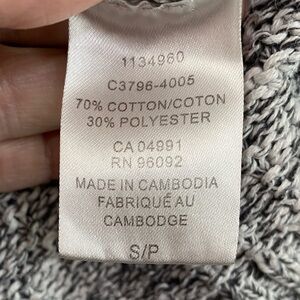 1134960
C3796-4005
70% COTTON/COTON
30% POLYESTER
CA 04991
RN 96092
MADE IN CAMBODIA
FABRIQUÉ AU
CAMBODGE
S/P